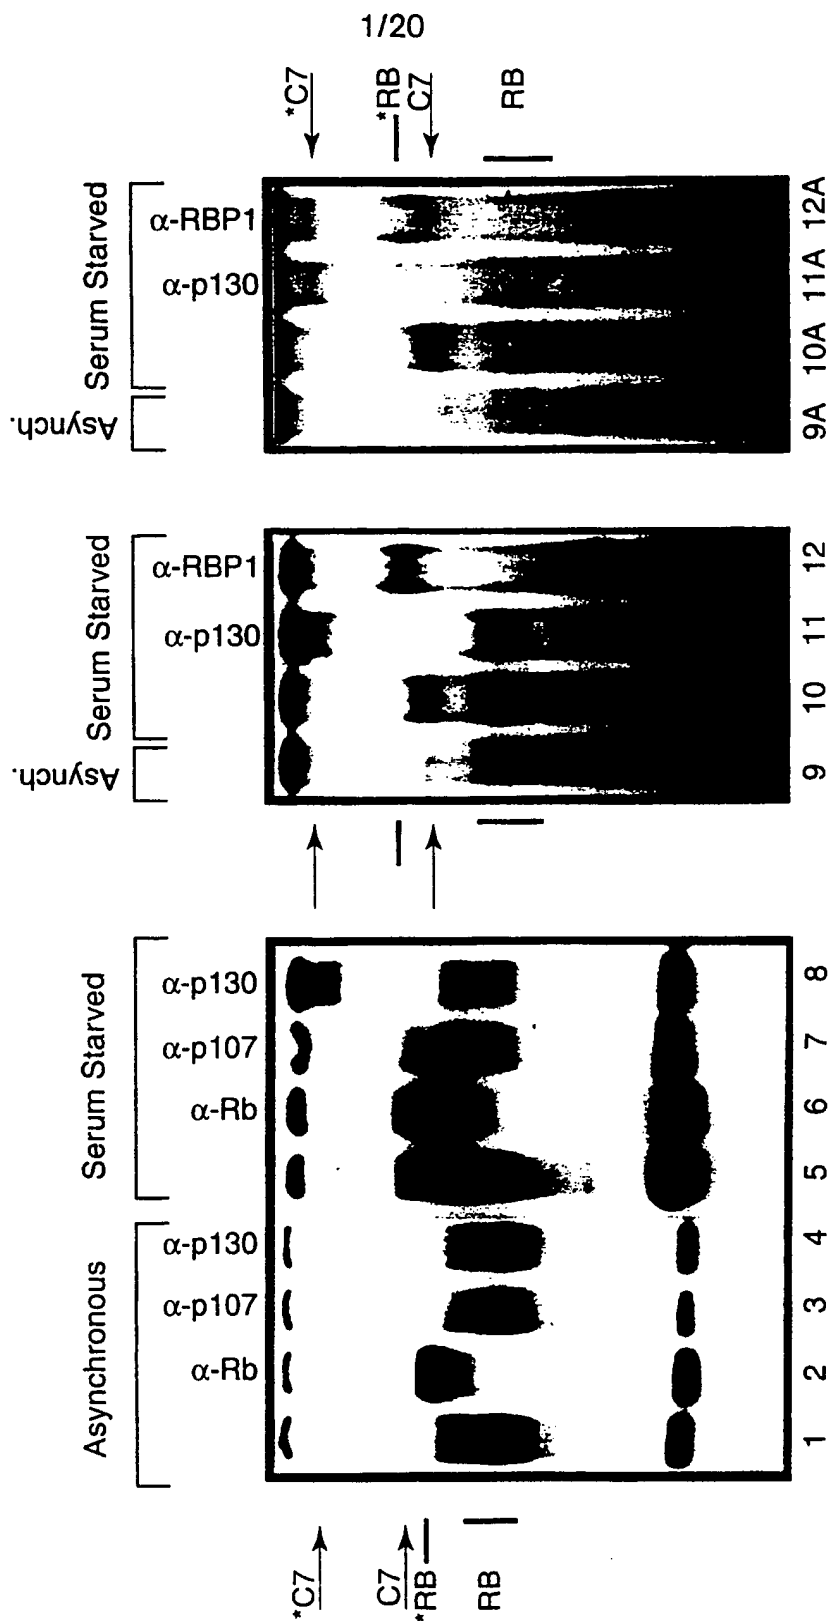 1/20
Asynchronous
Serum Starved
Asynch.
Serum Starved
Asynch.
Serum Starved
α-Rb
α-p107
α-p130
α-Rb
α-p107
α-p130
α-p130
α-RBP1
α-p130
α-RBP1
*C7
C7
*RB
RB
*C7
*RB
C7
RB
1 2 3 4 5 6 7 8
9 10 11 12
9A 10A 11A 12A